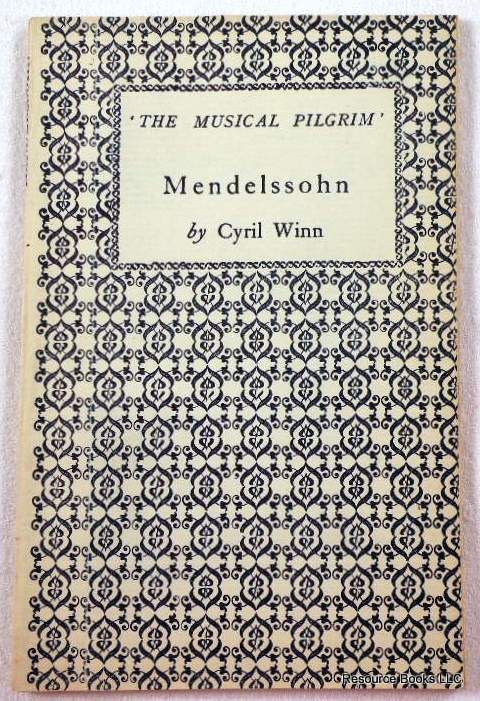 ‘THE MUSICAL PILGRIM’
Mendelssohn
by Cyril Winn
Resource Books LLC